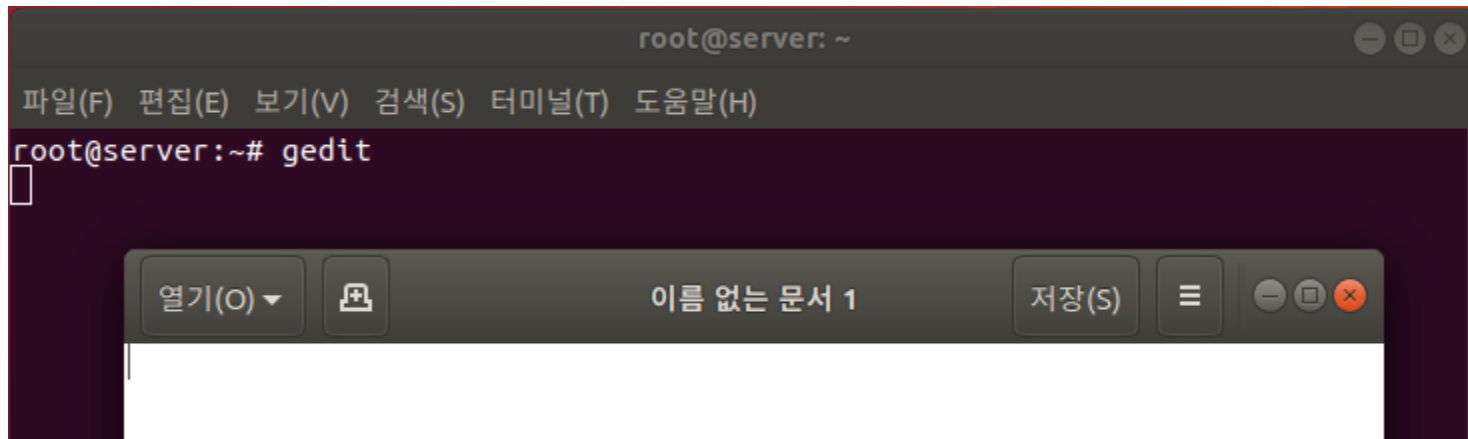 root@server: ~
파일(F) 편집(E) 보기(V) 검색(S) 터미널(T) 도움말(H)
root@server:~# gedit
열기(O) 이름 없는 문서 1 저장(S)